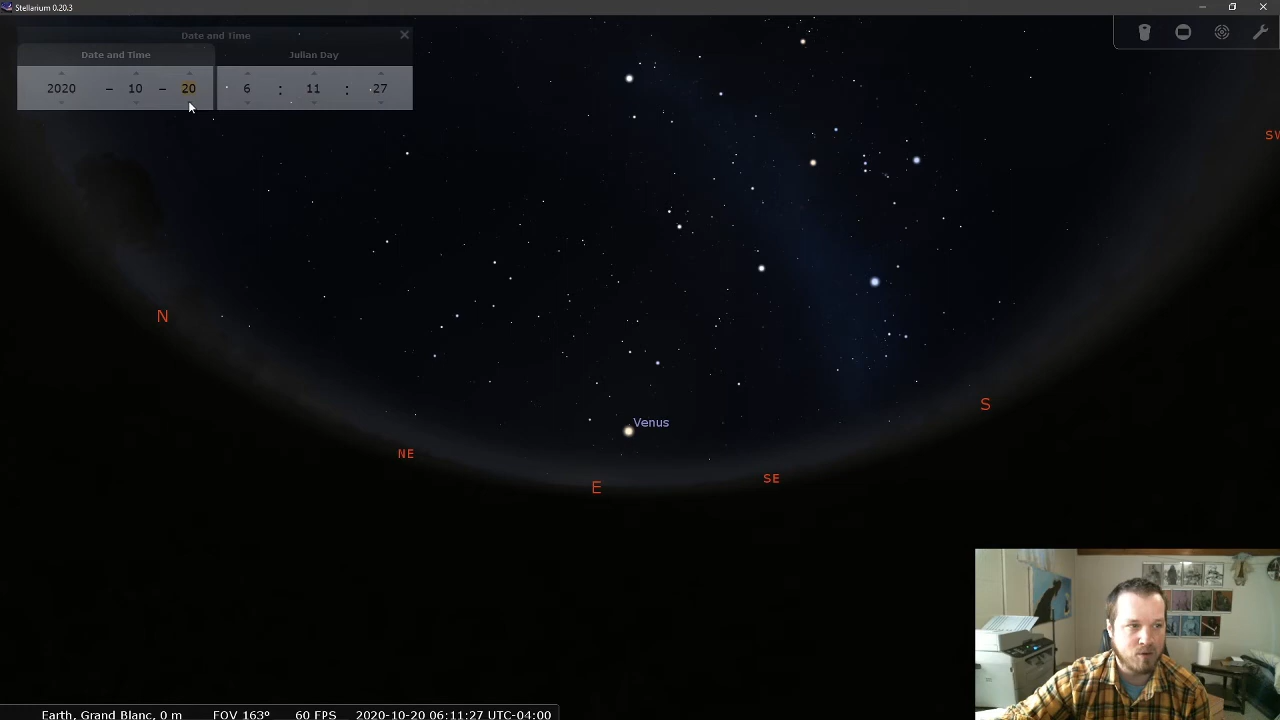 Stellarium 0.20.3
Date and Time
Date and Time Julian Day
2020 - 10 - 20 6 : 11 : 27
SW
N
S
Venus
NE
SE
E
Earth, Grand Blanc, 0 m FOV 163° 60 FPS 2020-10-20 06:11:27 UTC-04:00